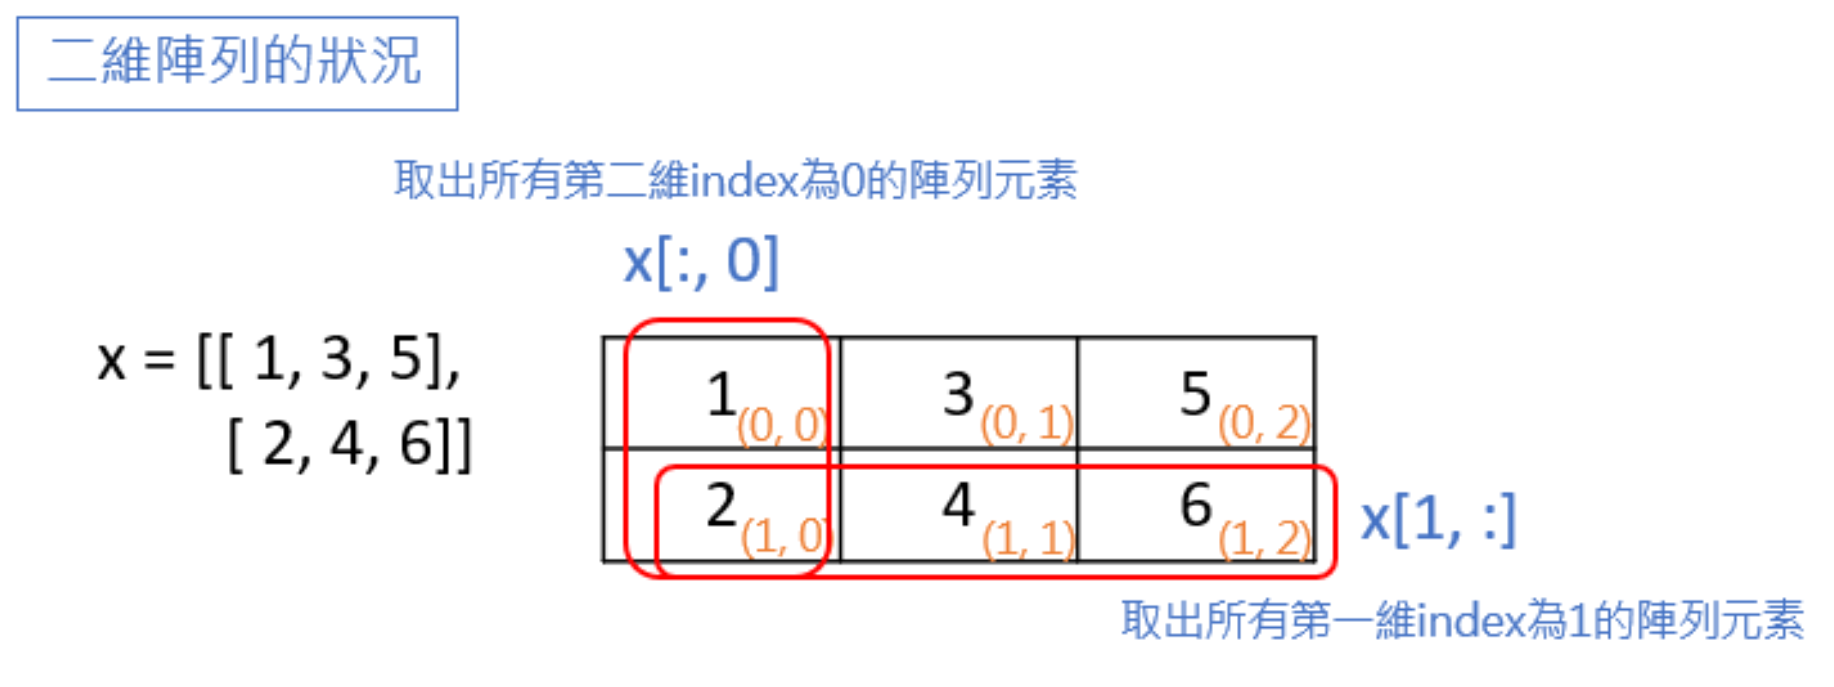 二維陣列的狀況
取出所有第二維index為0的陣列元素
x[:, 0]
x = [[ 1, 3, 5],
[ 2, 4, 6]]
1(0, 0) 3(0, 1) 5(0, 2)
2(1, 0) 4(1, 1) 6(1, 2)
x[1, :]
取出所有第一維index為1的陣列元素